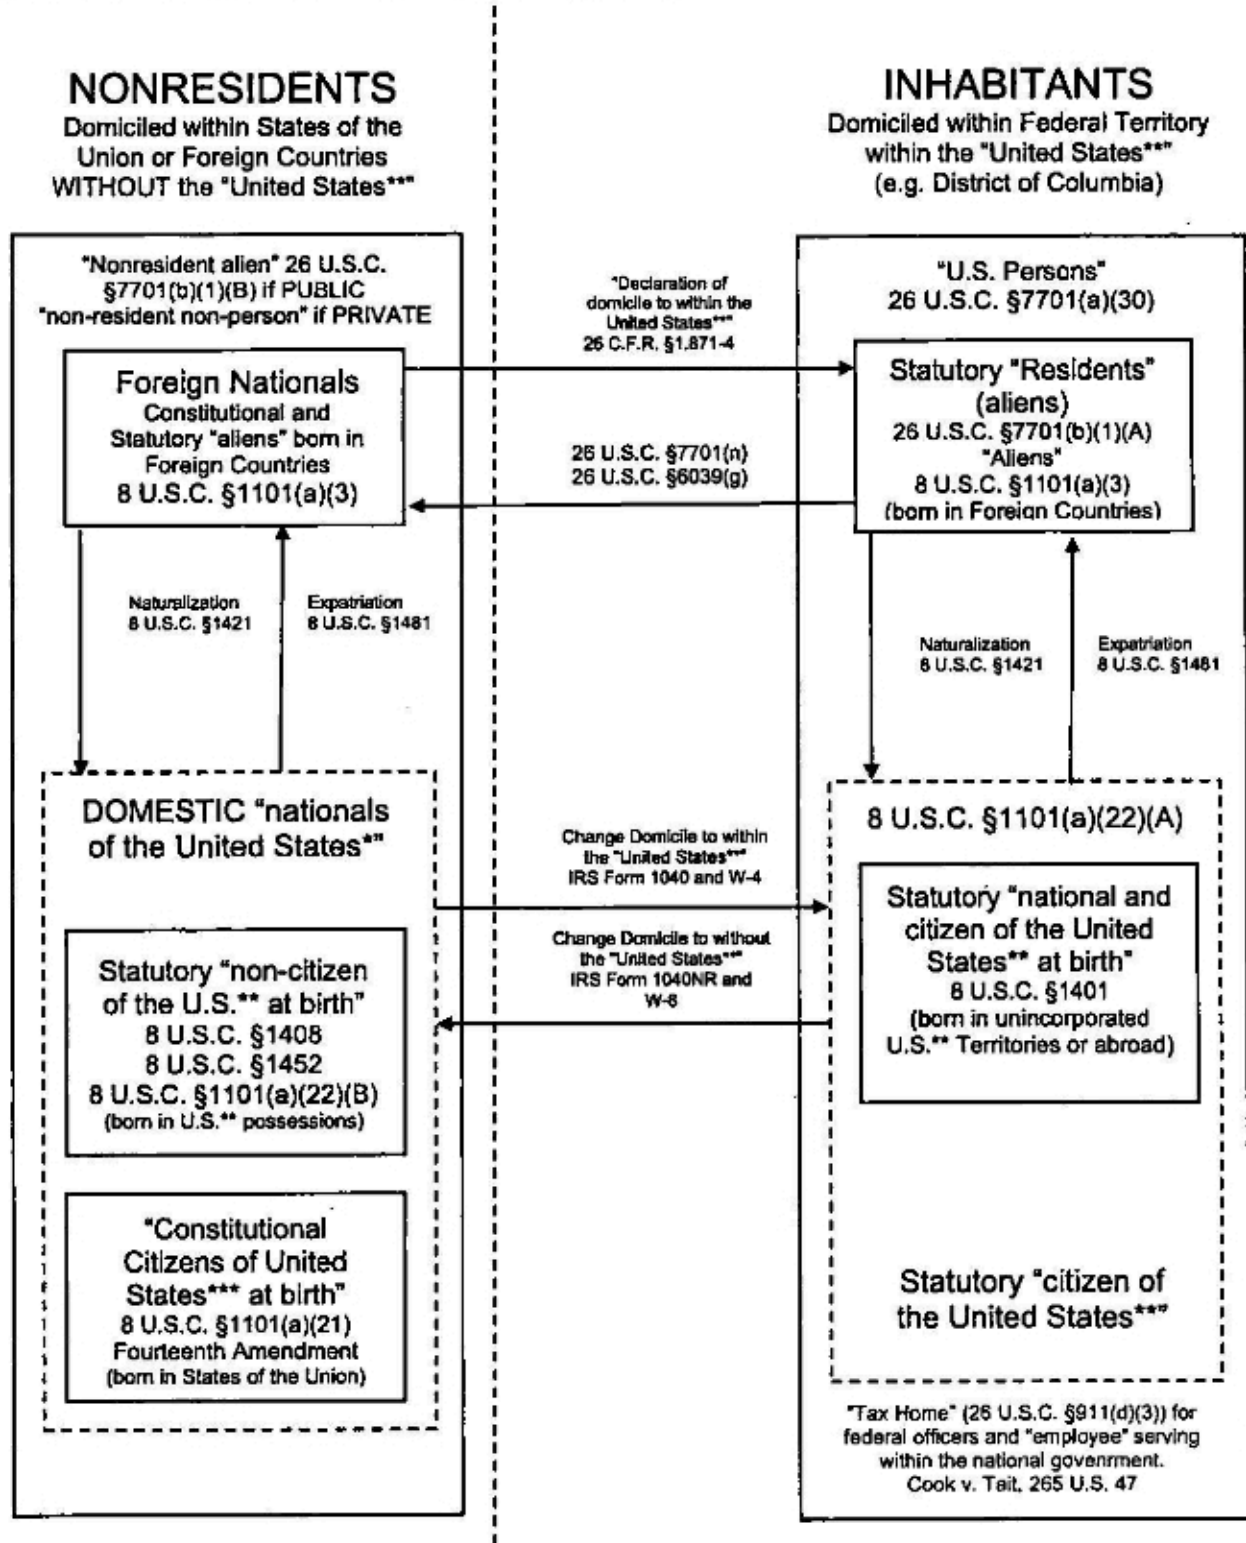 NONRESIDENTS
Domiciled within States of the
Union or Foreign Countries
WITHOUT the "United States**"
INHABITANTS
Domiciled within Federal Territory
within the "United States**"
(e.g. District of Columbia)
"Nonresident alien" 26 U.S.C.
§7701(b)(1)(B) if PUBLIC
"non-resident non-person" if PRIVATE
Foreign Nationals
Constitutional and
Statutory "aliens" born in
Foreign Countries
8 U.S.C. §1101(a)(3)
"Declaration of
domicile to within the
United States**"
26 C.F.R. §1.871-4
26 U.S.C. §7701(n)
26 U.S.C. §6039(g)
"U.S. Persons"
26 U.S.C. §7701(a)(30)
Statutory "Residents"
(aliens)
26 U.S.C. §7701(b)(1)(A)
"Aliens"
8 U.S.C. §1101(a)(3)
(born in Foreign Countries)
Naturalization
8 U.S.C. §1421
Expatriation
8 U.S.C. §1481
Naturalization
8 U.S.C. §1421
Expatriation
8 U.S.C. §1481
DOMESTIC "nationals
of the United States*"
Statutory "non-citizen
of the U.S.** at birth"
8 U.S.C. §1408
8 U.S.C. §1452
8 U.S.C. §1101(a)(22)(B)
(born in U.S.** possessions)
"Constitutional
Citizens of United
States*** at birth"
8 U.S.C. §1101(a)(21)
Fourteenth Amendment
(born in States of the Union)
Change Domicile to within
the "United States**"
IRS Form 1040 and W-4
Change Domicile to without
the "United States**"
IRS Form 1040NR and
W-8
8 U.S.C. §1101(a)(22)(A)
Statutory "national and
citizen of the United
States** at birth"
8 U.S.C. §1401
(born in unincorporated
U.S.** Territories or abroad)
Statutory "citizen of
the United States**"
"Tax Home" (26 U.S.C. §911(d)(3)) for
federal officers and "employee" serving
within the national govenrment.
Cook v. Tait, 265 U.S. 47